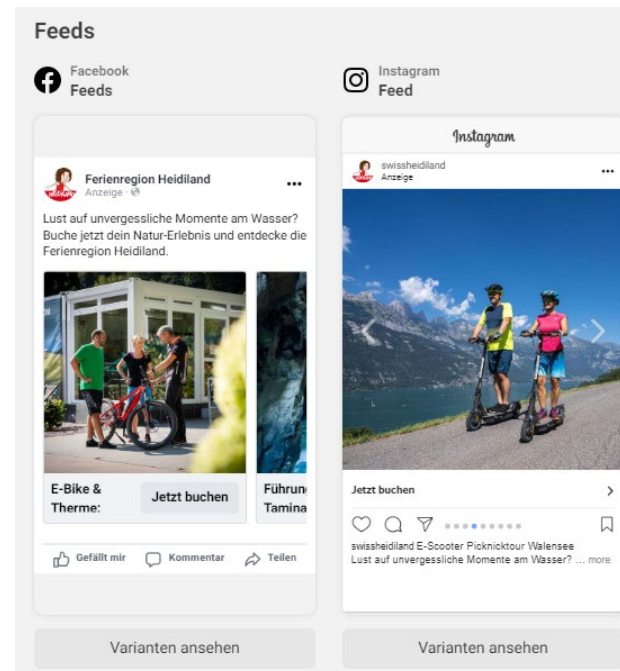 Feeds
Facebook
Feeds
Ferienregion Heidiland
Anzeige ·
Lust auf unvergessliche Momente am Wasser?
Buche jetzt dein Natur-Erlebnis und entdecke die
Ferienregion Heidiland.
E-Bike &
Therme:
Jetzt buchen
Führun
Tamina
Gefällt mir
Kommentar
Teilen
Varianten ansehen
Instagram
Feed
Instagram
swissheidiland
Anzeige
Jetzt buchen
swissheidiland E-Scooter Picknicktour Walensee
Lust auf unvergessliche Momente am Wasser? ... more
Varianten ansehen